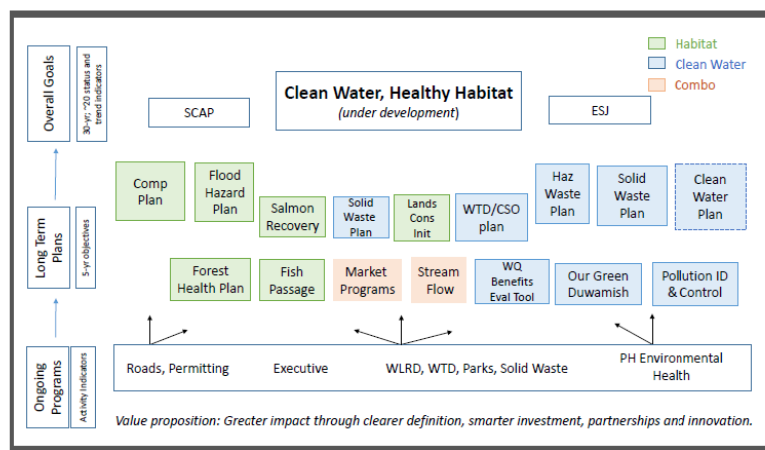 Habitat
Clean Water
Combo
Overall Goals
30-yr; ~20 status and
trend indicators
SCAP
Clean Water, Healthy Habitat
(under development)
ESJ
Long Term
Plans
5-yr objectives
Comp
Plan
Flood
Hazard
Plan
Salmon
Recovery
Solid
Waste
Plan
Lands
Cons
Init
WTD/CSO
plan
Haz
Waste
Plan
Solid
Waste
Plan
Clean
Water
Plan
Forest
Health Plan
Fish
Passage
Market
Programs
Stream
Flow
WQ
Benefits
Eval Tool
Our Green
Duwamish
Pollution ID
& Control
Ongoing
Programs
Activity Indicators
Roads, Permitting
Executive
WLRD, WTD, Parks, Solid Waste
PH Environmental
Health
Value proposition: Greater impact through clearer definition, smarter investment, partnerships and innovation.